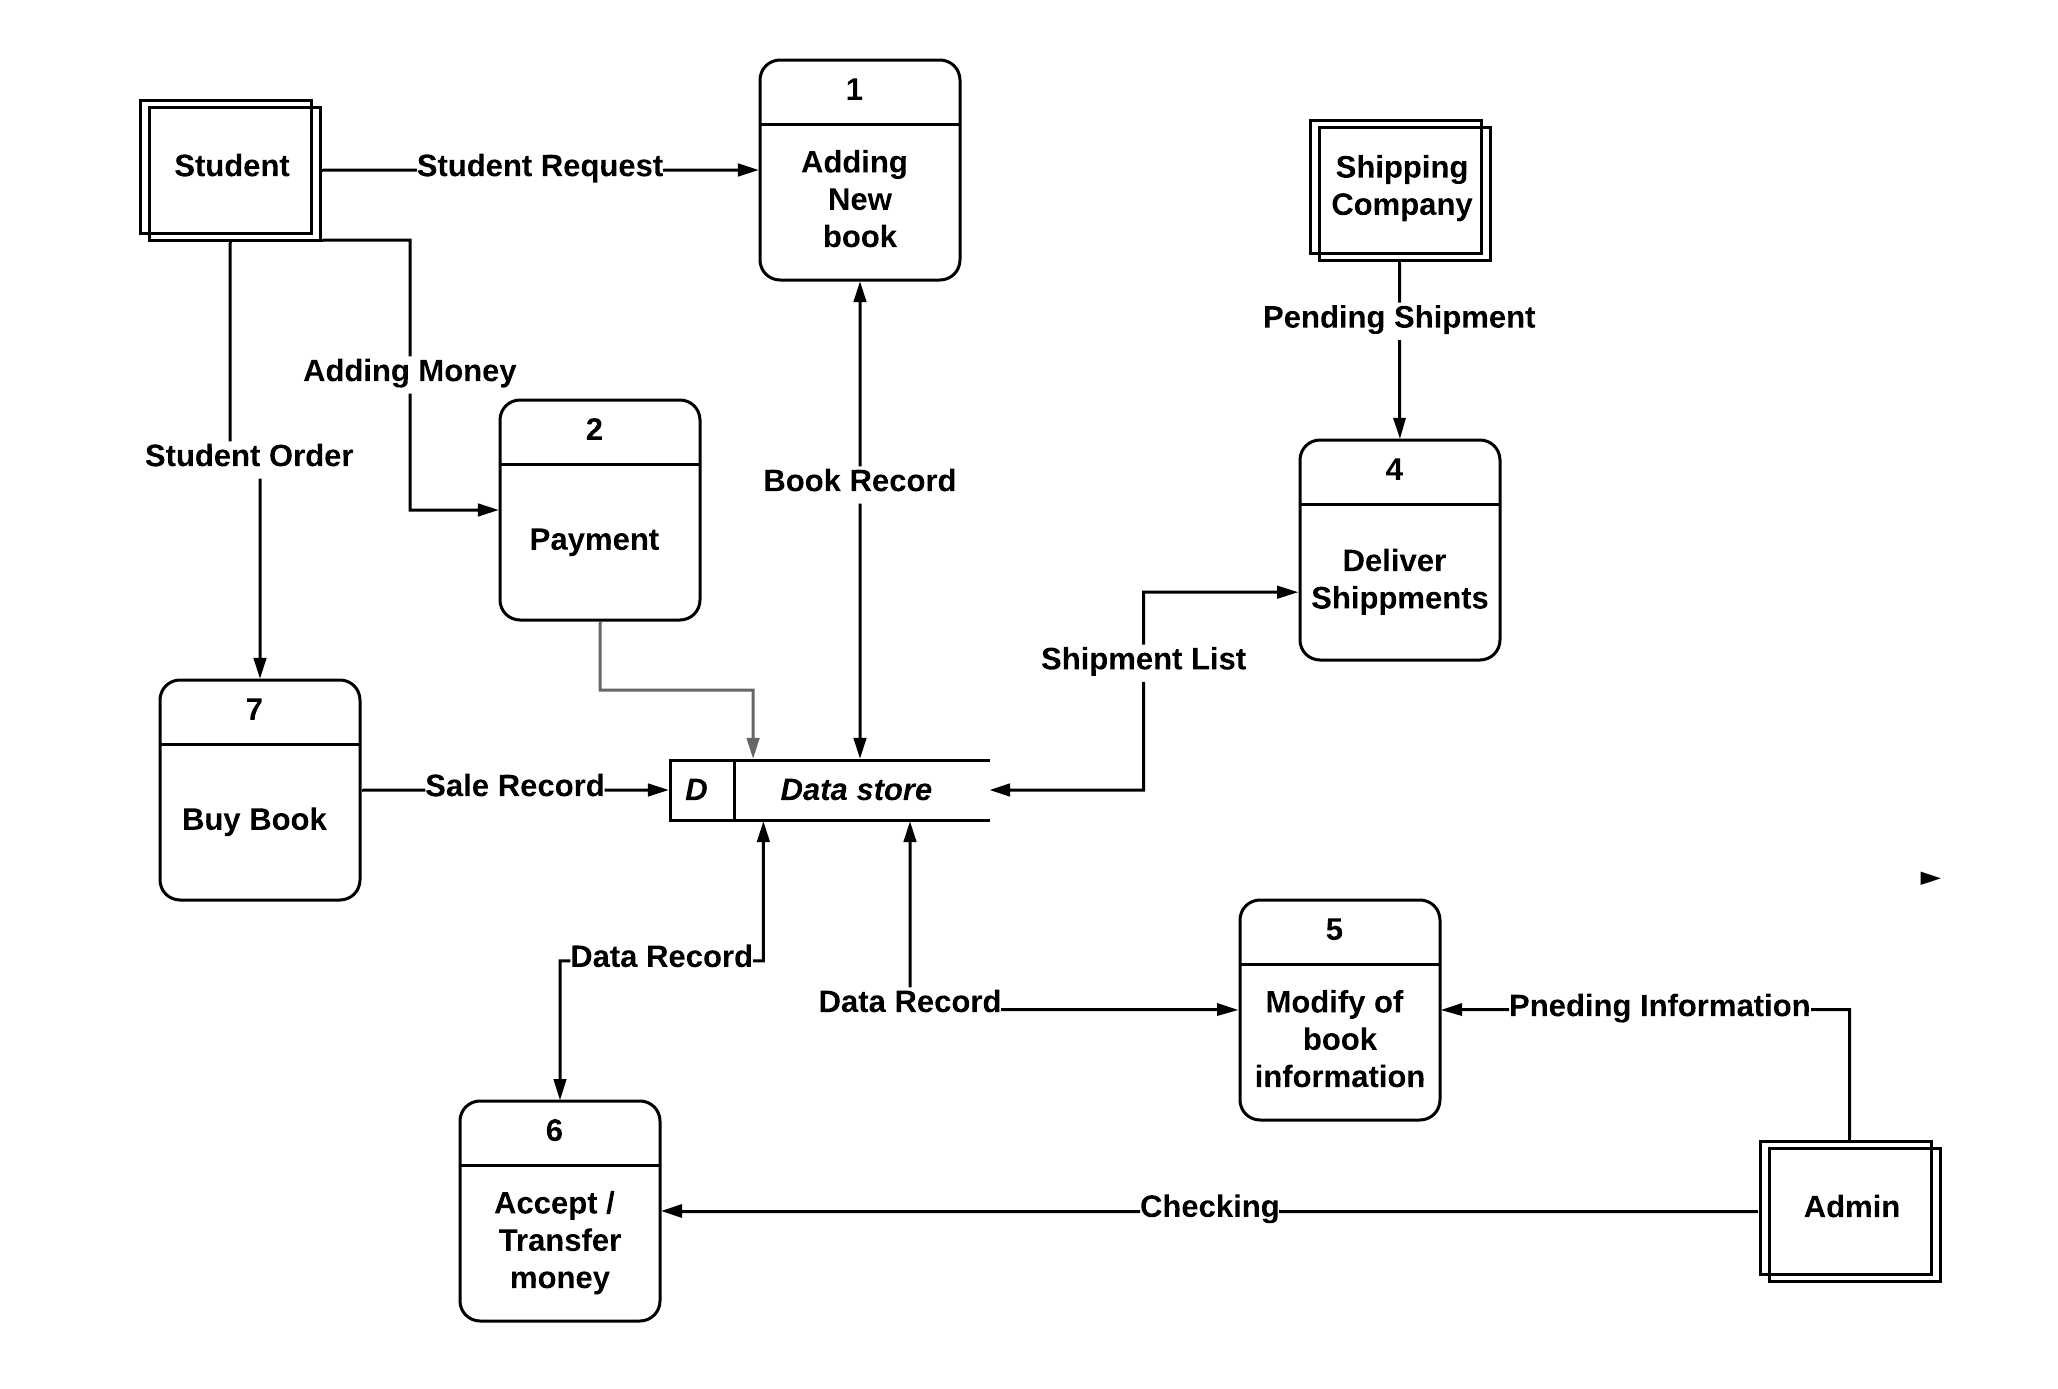 1
Student
Student Request
Adding
New
book
Shipping
Company
Pending Shipment
Adding Money
2
Student Order
Payment
Book Record
4
Deliver
Shippments
Shipment List
7
Buy Book
Sale Record
D
Data store
Data Record
Data Record
5
Modify of
book
information
Pneding Information
6
Accept /
Transfer
money
Checking
Admin